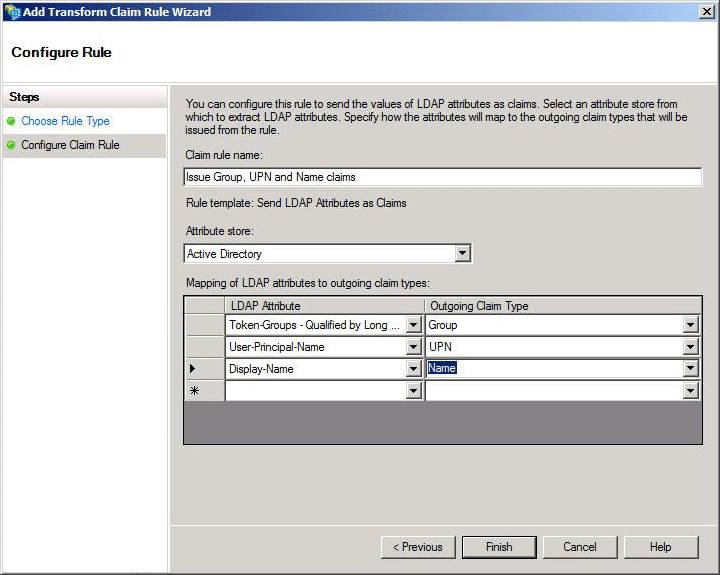 Add Transform Claim Rule Wizard
Configure Rule
Steps
Choose Rule Type
Configure Claim Rule
You can configure this rule to send the values of LDAP attributes as claims. Select an attribute store from
which to extract LDAP attributes. Specify how the attributes will map to the outgoing claim types that will be
issued from the rule.
Claim rule name:
Issue Group, UPN and Name claims
Rule template: Send LDAP Attributes as Claims
Attribute store:
Active Directory
Mapping of LDAP attributes to outgoing claim types:
LDAP Attribute Outgoing Claim Type
Token-Groups - Qualified by Long ... Group
User-Principal-Name UPN
Display-Name Name
< Previous Finish Cancel Help